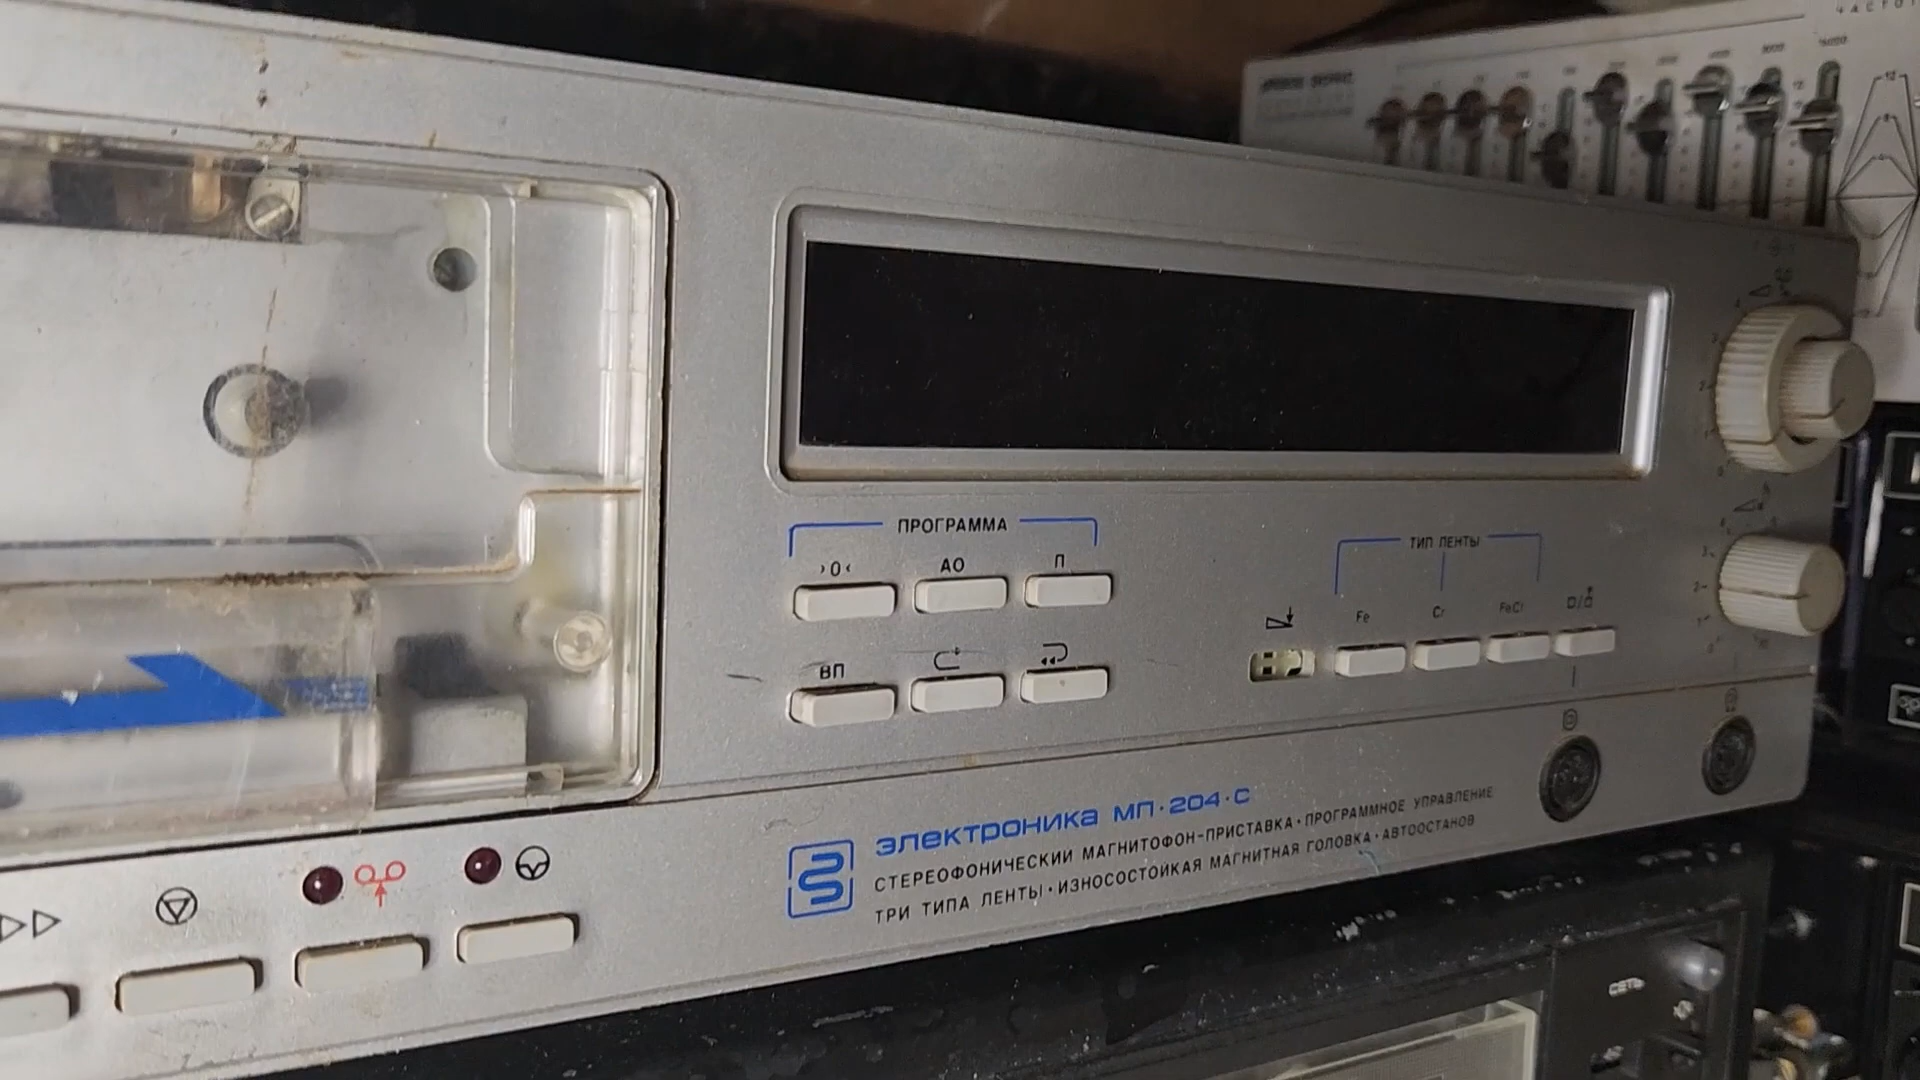 ПРОГРАММА
›0‹ АО П
ВП
ТИП ЛЕНТЫ
Fe Cr FeCr
электроника МП·204·С
СТЕРЕОФОНИЧЕСКИЙ МАГНИТОФОН-ПРИСТАВКА·ПРОГРАММНОЕ УПРАВЛЕНИЕ
ТРИ ТИПА ЛЕНТЫ·ИЗНОСОСТОЙКАЯ МАГНИТНАЯ ГОЛОВКА·АВТООСТАНОВ
СЕТЬ